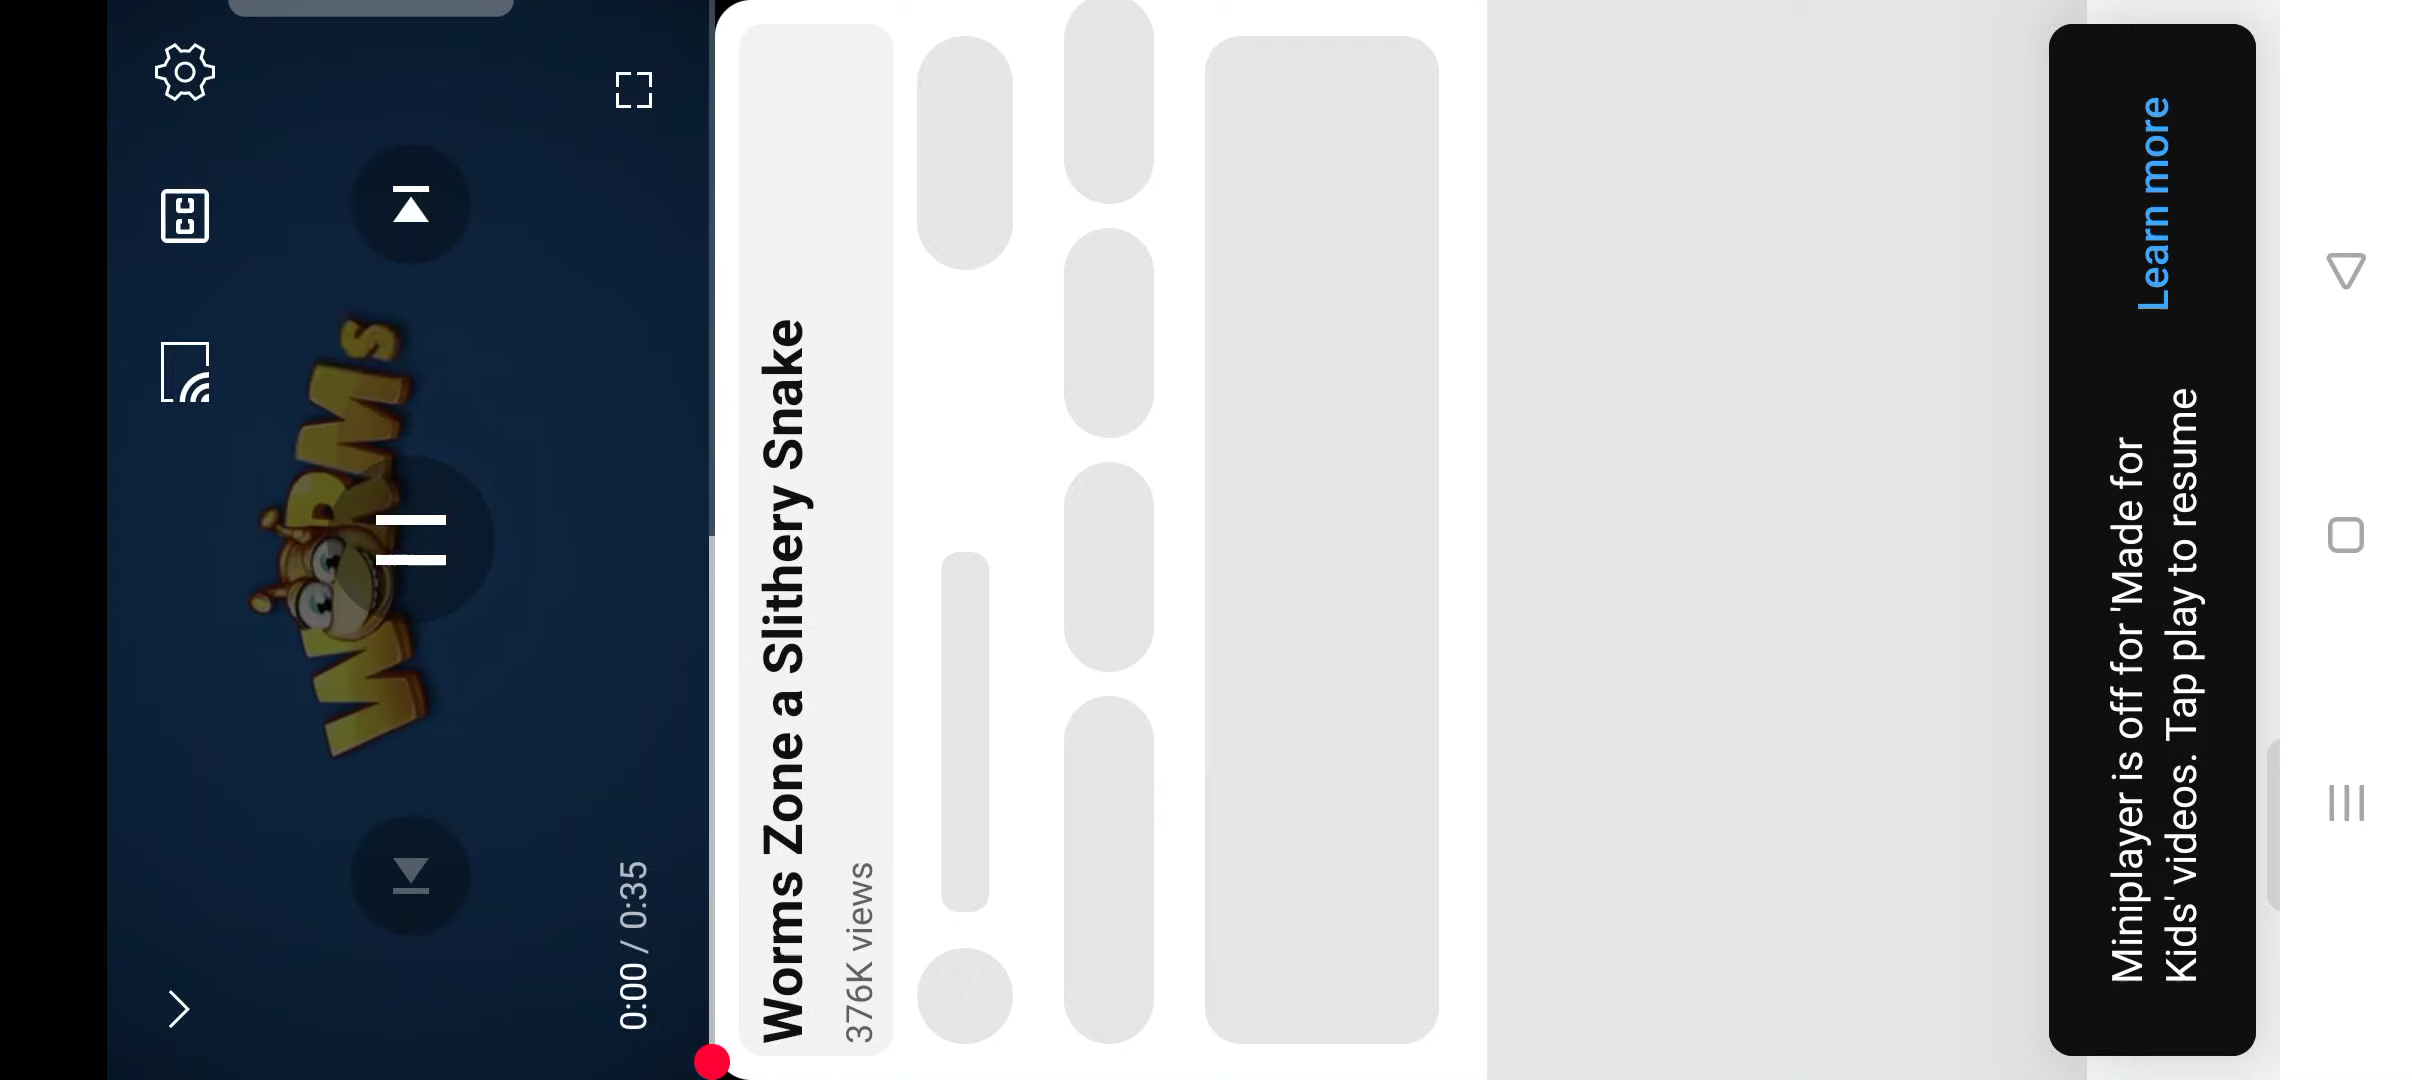 CC
WORMS
0:00 / 0:35
Worms Zone a Slithery Snake
376K views
Miniplayer is off for 'Made for
Kids' videos. Tap play to resume
Learn more